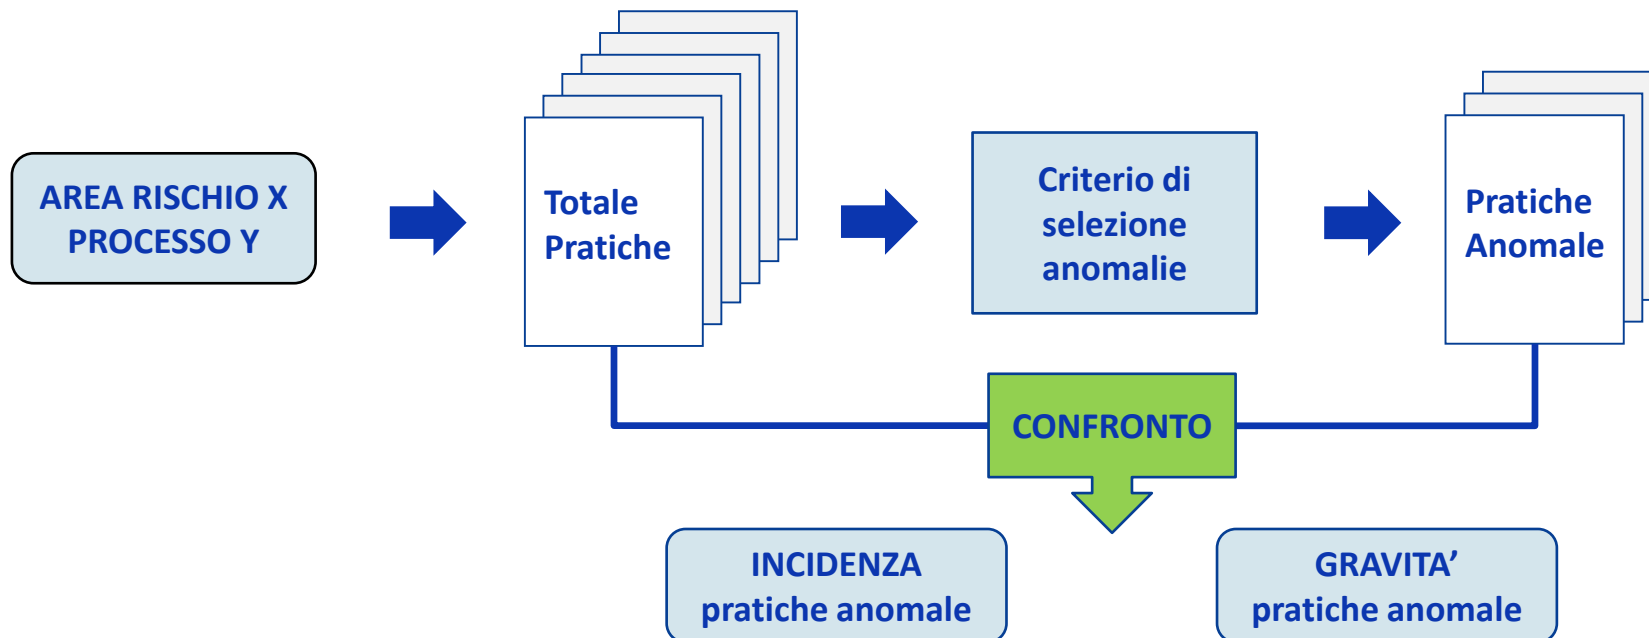 AREA RISCHIO X
PROCESSO Y
Totale
Pratiche
Criterio di
selezione
anomalie
Pratiche
Anomale
CONFRONTO
INCIDENZA
pratiche anomale
GRAVITA’
pratiche anomale